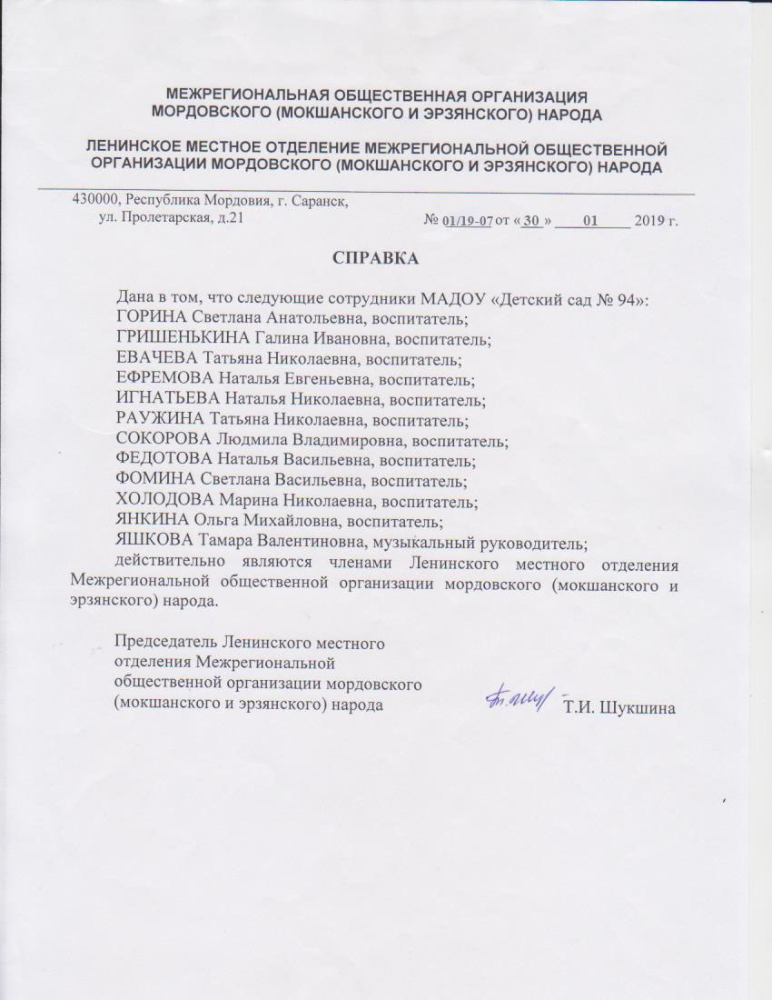 МЕЖРЕГИОНАЛЬНАЯ ОБЩЕСТВЕННАЯ ОРГАНИЗАЦИЯ
МОРДОВСКОГО (МОКШАНСКОГО И ЭРЗЯНСКОГО) НАРОДА
ЛЕНИНСКОЕ МЕСТНОЕ ОТДЕЛЕНИЕ МЕЖРЕГИОНАЛЬНОЙ ОБЩЕСТВЕННОЙ
ОРГАНИЗАЦИИ МОРДОВСКОГО (МОКШАНСКОГО И ЭРЗЯНСКОГО) НАРОДА
430000, Республика Мордовия, г. Саранск,
ул. Пролетарская, д.21
№ 01/19-07 от «30» 01 2019 г.
СПРАВКА
Дана в том, что следующие сотрудники МАДОУ «Детский сад № 94»:
ГОРИНА Светлана Анатольевна, воспитатель;
ГРИШЕНЬКИНА Галина Ивановна, воспитатель;
ЕВАЧЕВА Татьяна Николаевна, воспитатель;
ЕФРЕМОВА Наталья Евгеньевна, воспитатель;
ИГНАТЬЕВА Наталья Николаевна, воспитатель;
РАУЖИНА Татьяна Николаевна, воспитатель;
СОКОРОВА Людмила Владимировна, воспитатель;
ФЕДОТОВА Наталья Васильевна, воспитатель;
ФОМИНА Светлана Васильевна, воспитатель;
ХОЛОДОВА Марина Николаевна, воспитатель;
ЯНКИНА Ольга Михайловна, воспитатель;
ЯШКОВА Тамара Валентиновна, музыкальный руководитель;
действительно являются членами Ленинского местного отделения
Межрегиональной общественной организации мордовского (мокшанского и
эрзянского) народа.
Председатель Ленинского местного
отделения Межрегиональной
общественной организации мордовского
(мокшанского и эрзянского) народа
Т.И. Шукшина